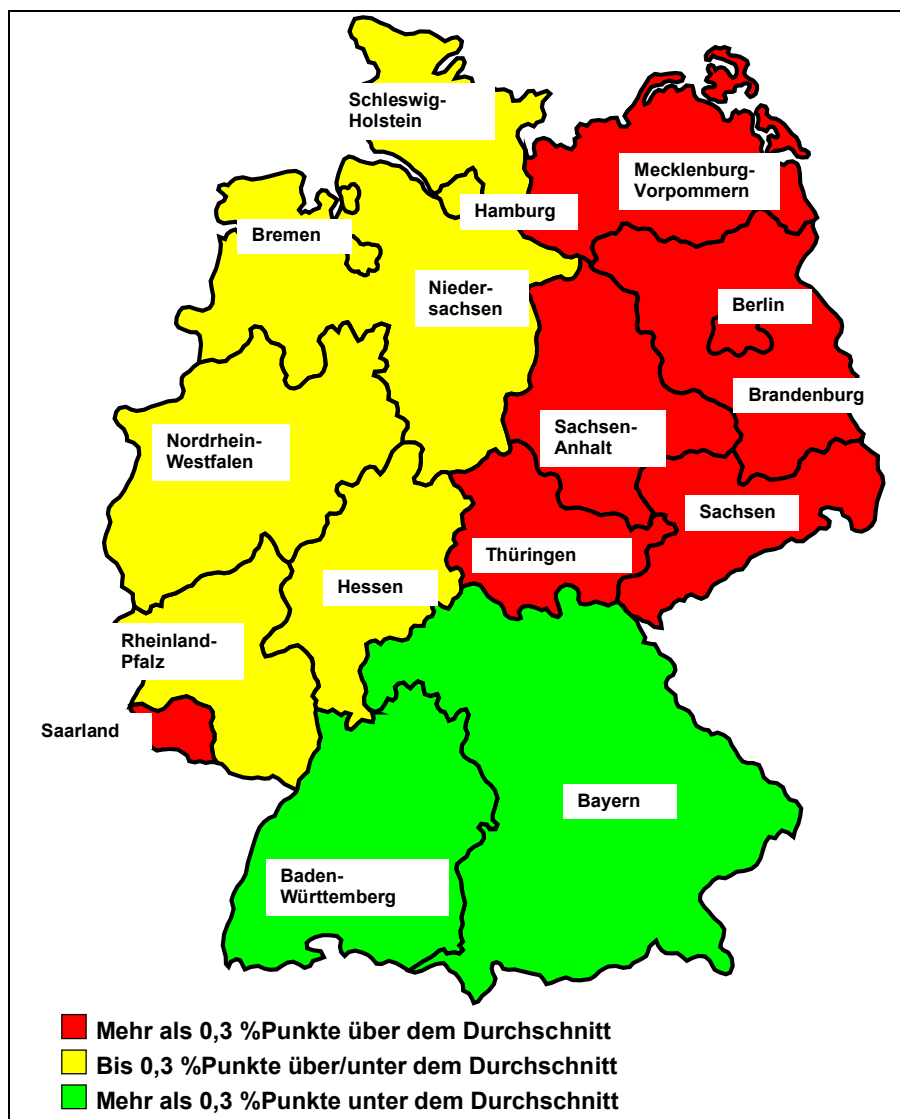 Schleswig-
Holstein
Mecklenburg-
Vorpommern
Hamburg
Bremen
Nieder-
sachsen
Berlin
Brandenburg
Nordrhein-
Westfalen
Sachsen-
Anhalt
Sachsen
Thüringen
Hessen
Rheinland-
Pfalz
Saarland
Bayern
Baden-
Württemberg
Mehr als 0,3 %Punkte über dem Durchschnitt
Bis 0,3 %Punkte über/unter dem Durchschnitt
Mehr als 0,3 %Punkte unter dem Durchschnitt